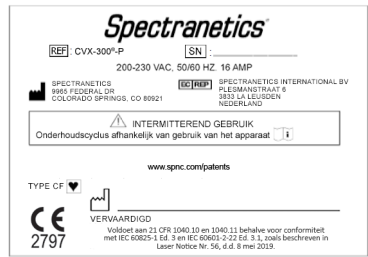 Spectranetics®
REF : CVX-300®-P SN :
200-230 VAC, 50/60 HZ. 16 AMP
SPECTRANETICS
9965 FEDERAL DR
COLORADO SPRINGS, CO 80921
EC REP
SPECTRANETICS INTERNATIONAL BV
PLESMANSTRAAT 6
3833 LA LEUSDEN
NEDERLAND
INTERMITTEREND GEBRUIK
Onderhoudscyclus afhankelijk van gebruik van het apparaat
www.spnc.com/patents
TYPE CF
VERVAARDIGD
CE
2797
Voldoet aan 21 CFR 1040.10 en 1040.11 behalve voor conformiteit
met IEC 60825-1 Ed. 3 en IEC 60601-2-22 Ed. 3.1, zoals beschreven in
Laser Notice Nr. 56, d.d. 8 mei 2019.